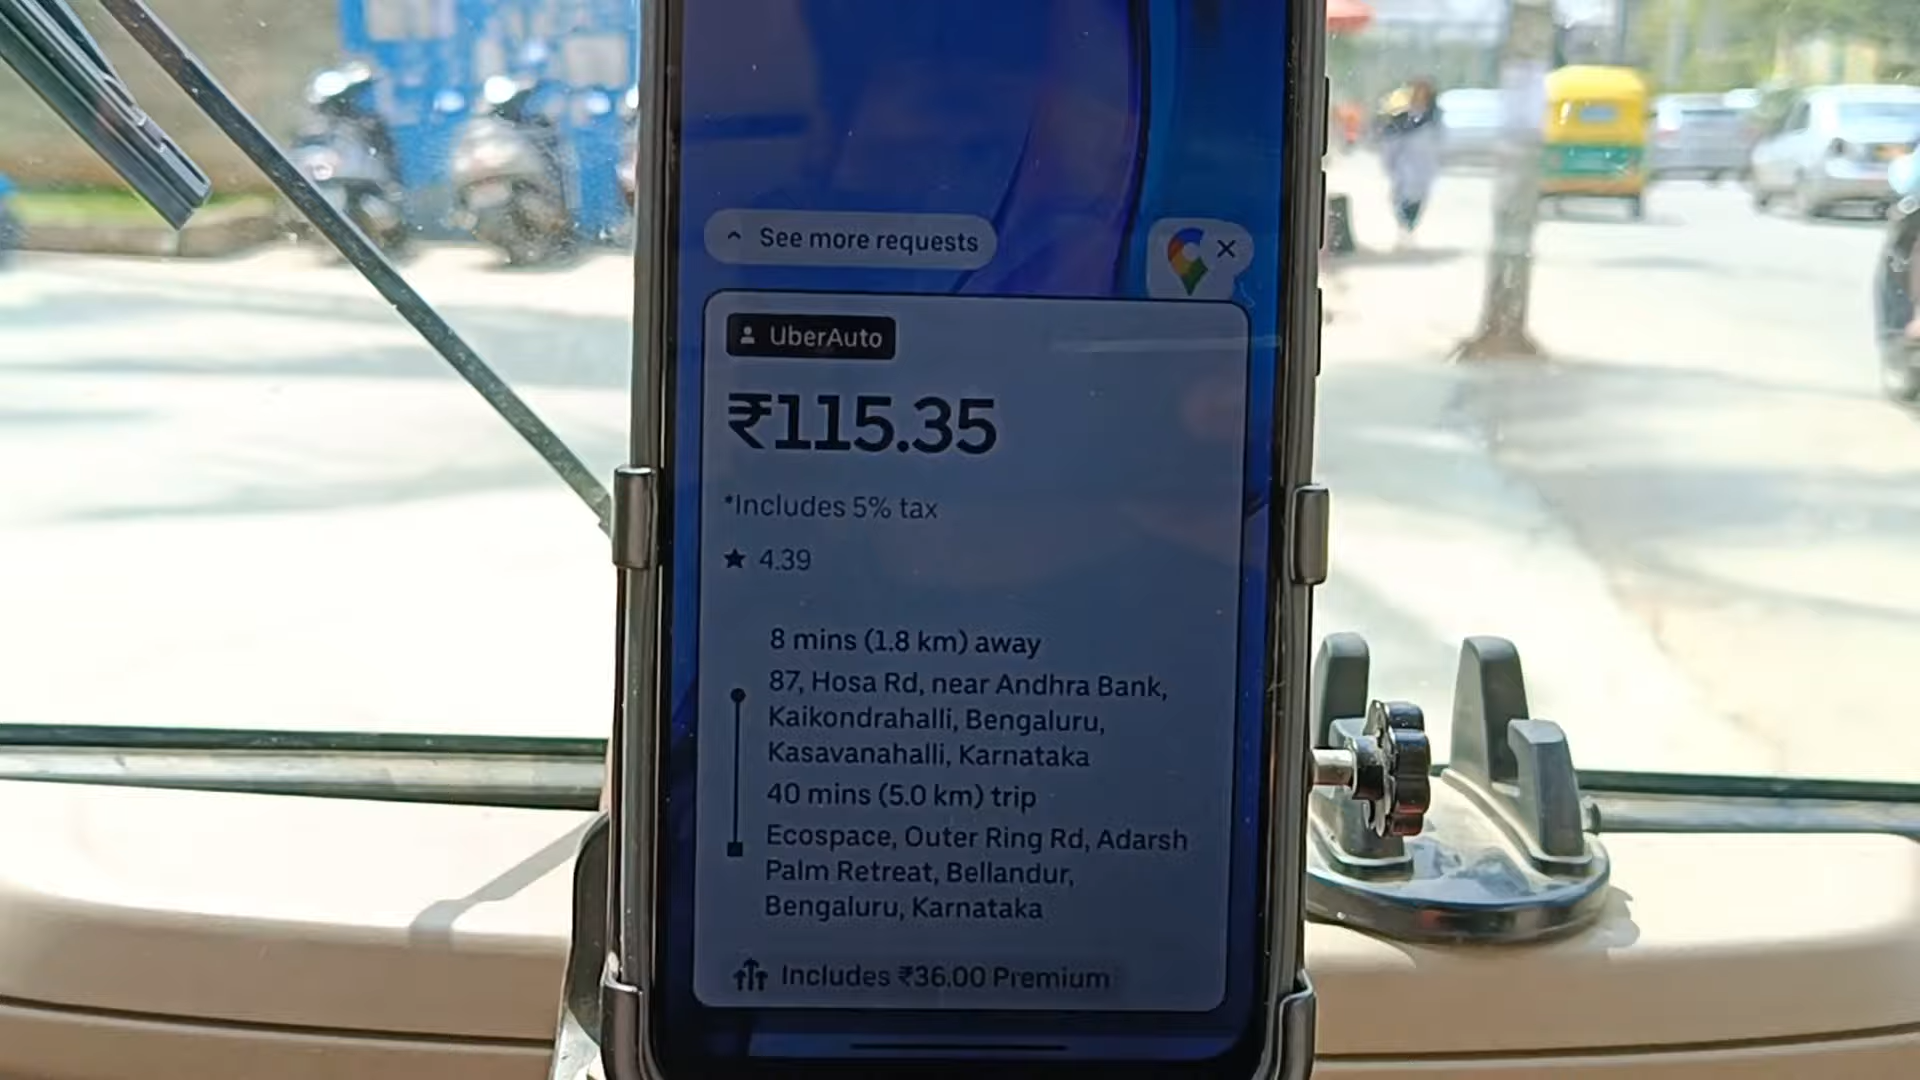 See more requests
UberAuto
₹115.35
*Includes 5% tax
4.39
8 mins (1.8 km) away
87, Hosa Rd, near Andhra Bank,
Kaikondrahalli, Bengaluru,
Kasavanahalli, Karnataka
40 mins (5.0 km) trip
Ecospace, Outer Ring Rd, Adarsh
Palm Retreat, Bellandur,
Bengaluru, Karnataka
Includes ₹36.00 Premium